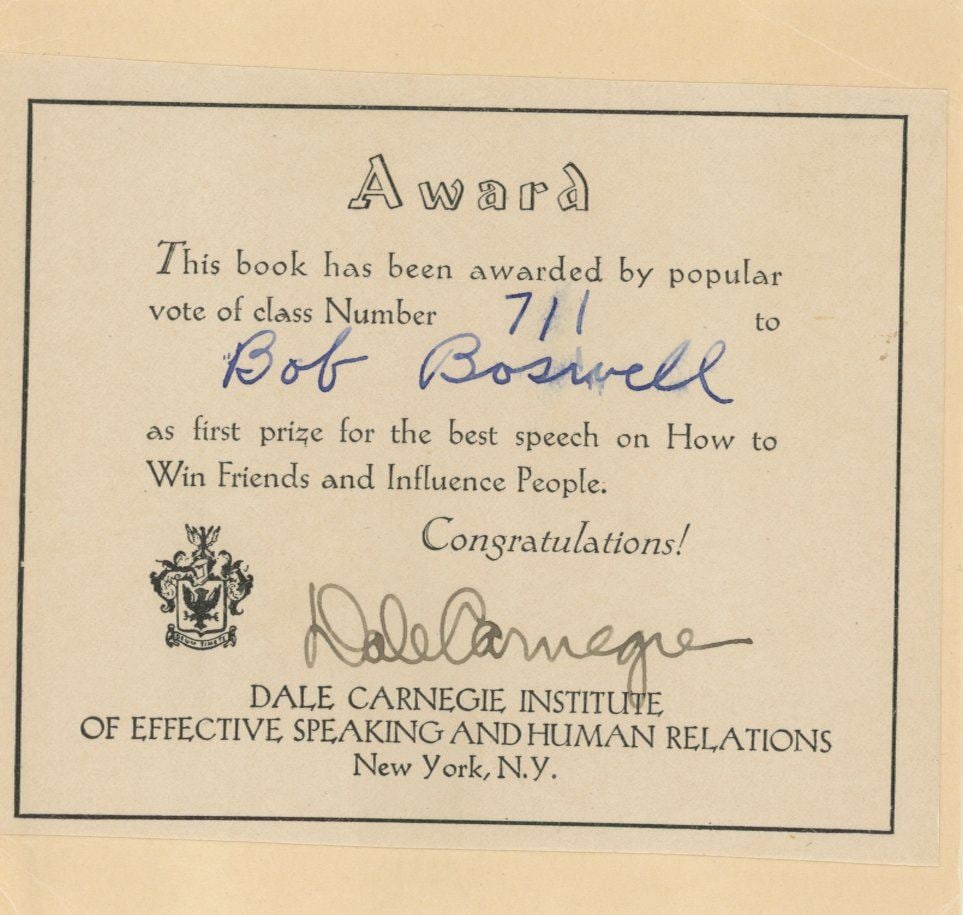 Award
This book has been awarded by popular
vote of class Number 711 to
Bob Boswell
as first prize for the best speech on How to
Win Friends and Influence People.
Congratulations!
Dale Carnegie
DALE CARNEGIE INSTITUTE
OF EFFECTIVE SPEAKING AND HUMAN RELATIONS
New York, N.Y.